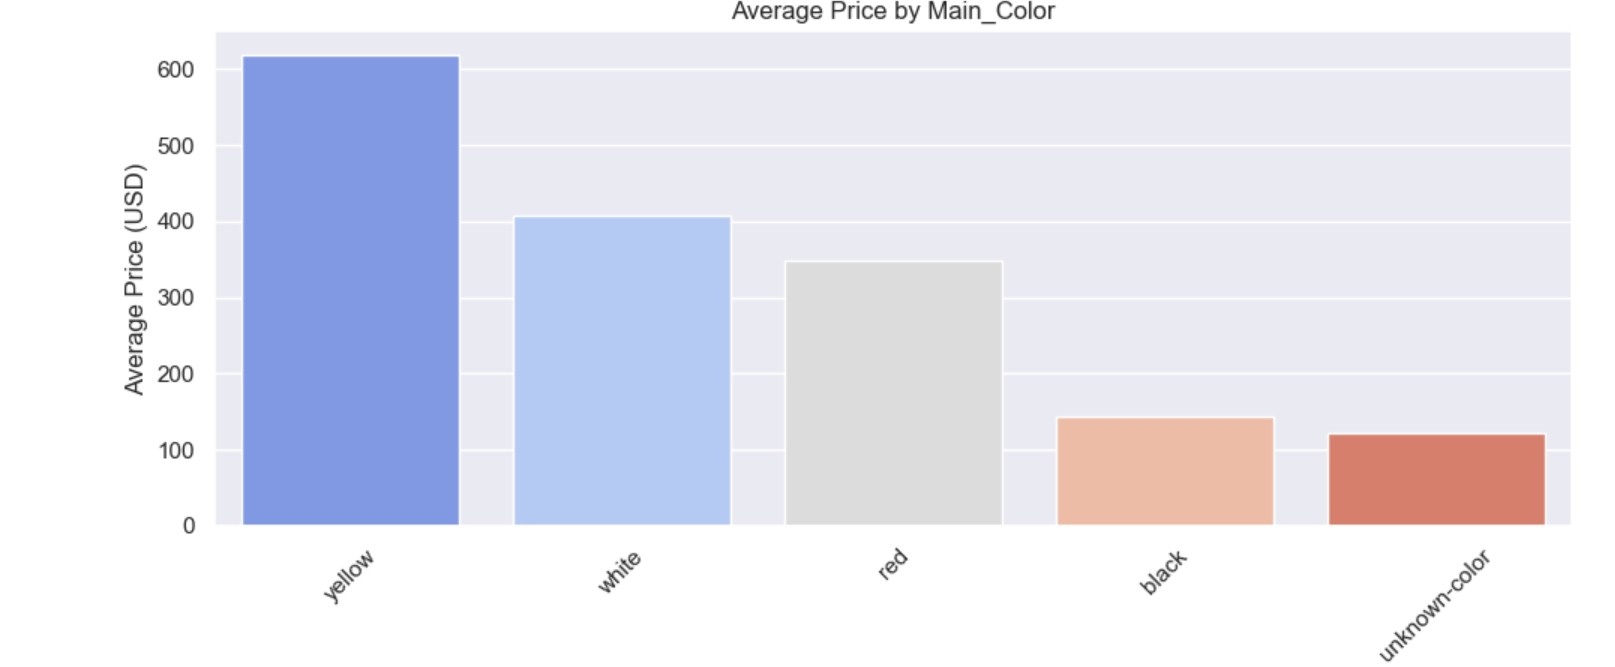 Average Price by Main_Color
Average Price (USD)
600
500
400
300
200
100
0
yellow
white
red
black
unknown-color